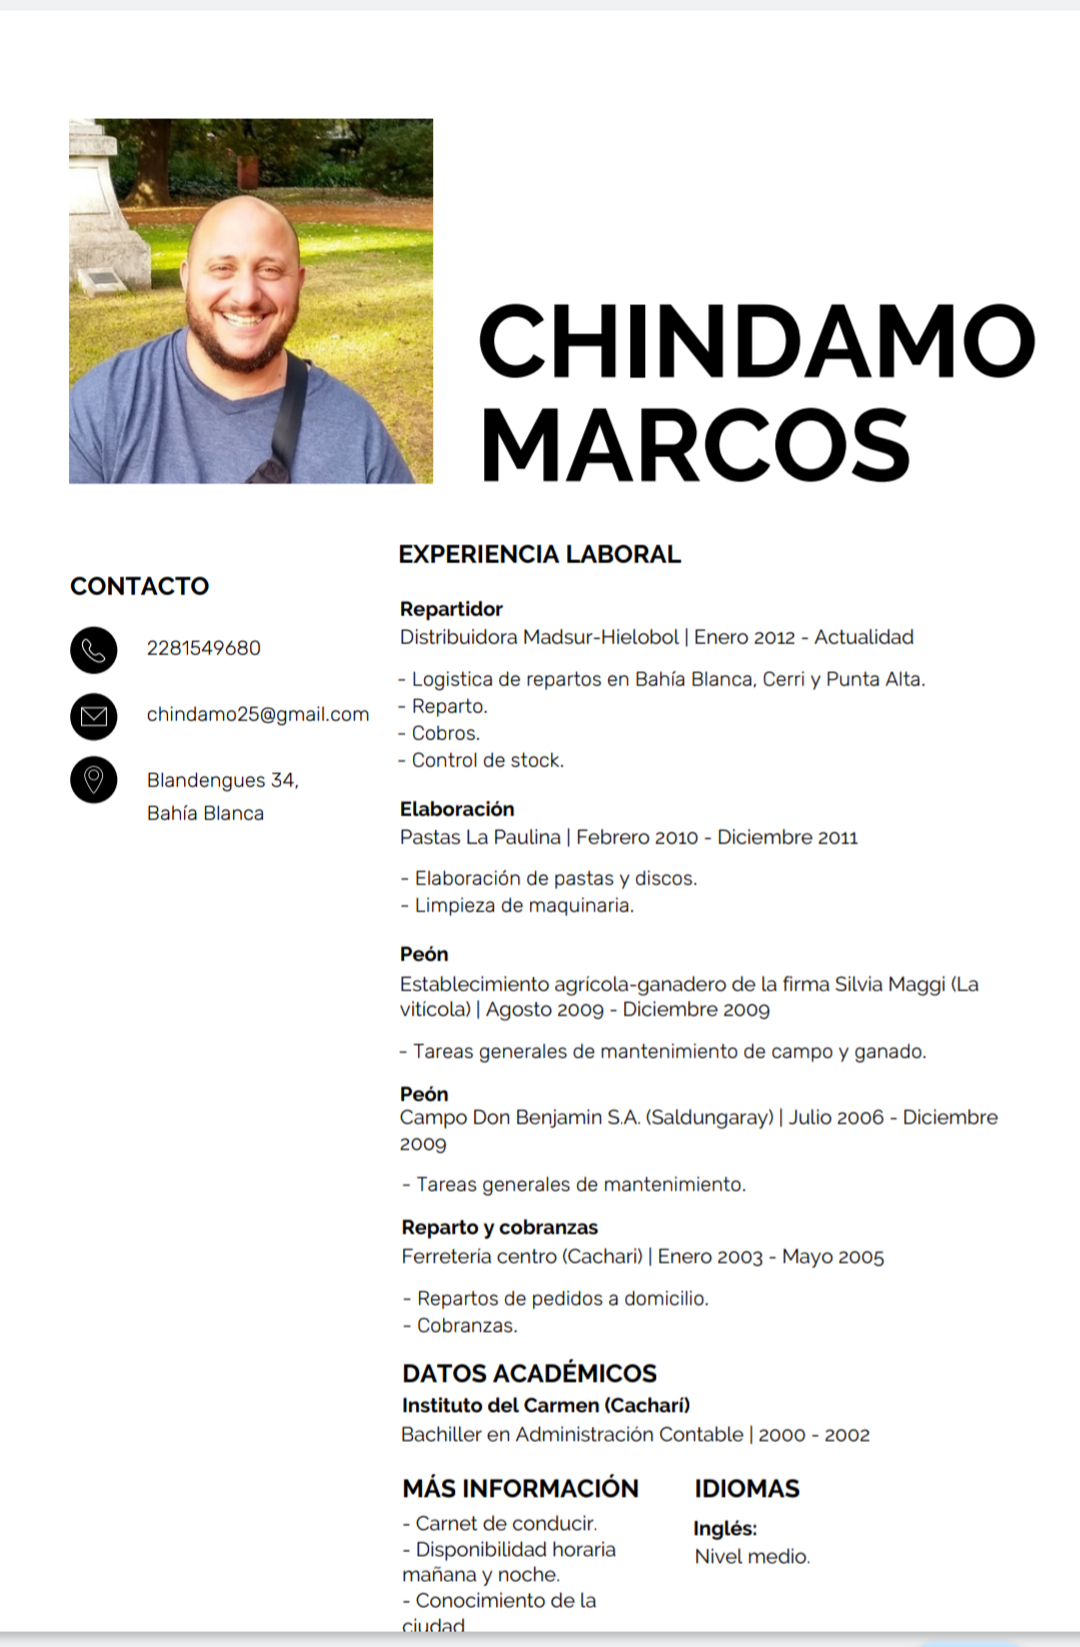 CHINDAMO
MARCOS
CONTACTO
2281549680
chindamo25@gmail.com
Blandengues 34,
Bahía Blanca
EXPERIENCIA LABORAL
Repartidor
Distribuidora Madsur-Hielobol | Enero 2012 - Actualidad
- Logistica de repartos en Bahía Blanca, Cerri y Punta Alta.
- Reparto.
- Cobros.
- Control de stock.
Elaboración
Pastas La Paulina | Febrero 2010 - Diciembre 2011
- Elaboración de pastas y discos.
- Limpieza de maquinaria.
Peón
Establecimiento agrícola-ganadero de la firma Silvia Maggi (La
vitícola) | Agosto 2009 - Diciembre 2009
- Tareas generales de mantenimiento de campo y ganado.
Peón
Campo Don Benjamin S.A. (Saldungaray) | Julio 2006 - Diciembre
2009
- Tareas generales de mantenimiento.
Reparto y cobranzas
Ferretería centro (Cachari) | Enero 2003 - Mayo 2005
- Repartos de pedidos a domicilio.
- Cobranzas.
DATOS ACADÉMICOS
Instituto del Carmen (Cacharí)
Bachiller en Administración Contable | 2000 - 2002
MÁS INFORMACIÓN
- Carnet de conducir.
- Disponibilidad horaria
mañana y noche.
- Conocimiento de la
ciudad
IDIOMAS
Inglés:
Nivel medio.